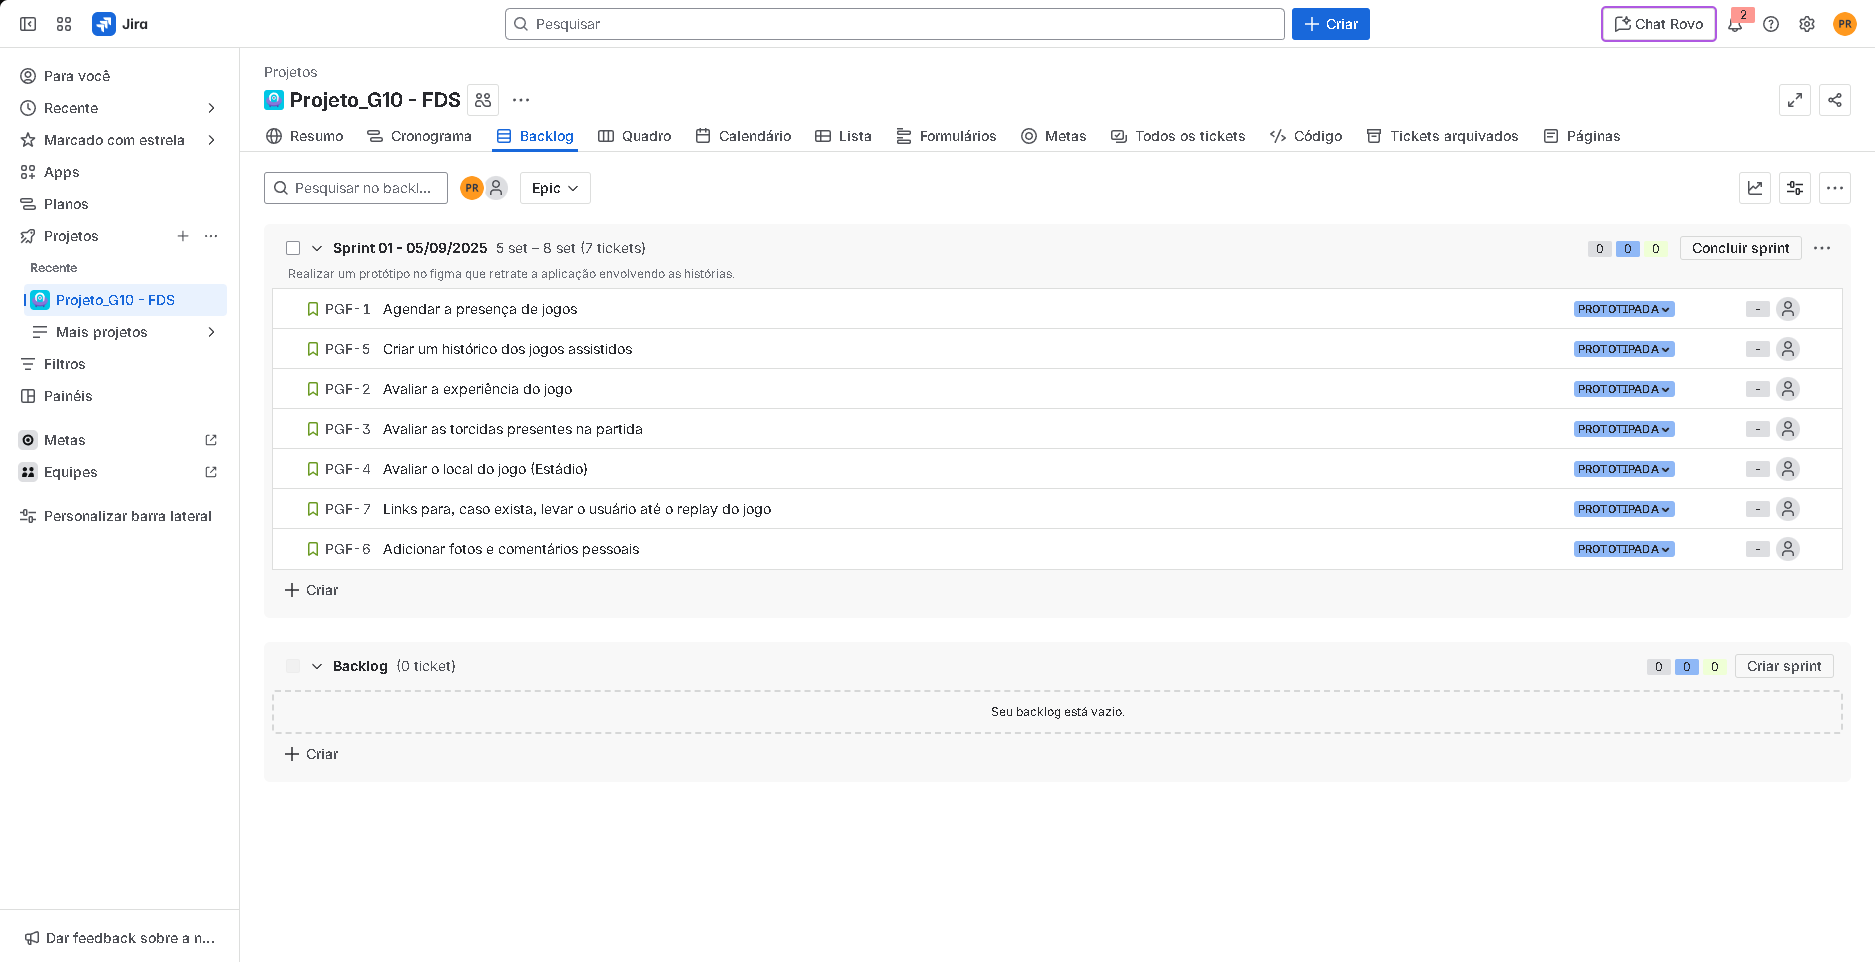 Jira
Pesquisar
Criar
Chat Rovo
2
PR
Para você
Recente
Marcado com estrela
Apps
Planos
Projetos
Recente
Projeto_G10 - FDS
Mais projetos
Filtros
Painéis
Metas
Equipes
Personalizar barra lateral
Dar feedback sobre a n...
Projetos
Projeto_G10 - FDS
Resumo
Cronograma
Backlog
Quadro
Calendário
Lista
Formulários
Metas
Todos os tickets
Código
Tickets arquivados
Páginas
Pesquisar no backl...
PR
Epic
Sprint 01 - 05/09/2025 5 set – 8 set (7 tickets)
0 0 0
Concluir sprint
Realizar um protótipo no figma que retrate a aplicação envolvendo as histórias.
PGF-1 Agendar a presença de jogos PROTOTIPADA -
PGF-5 Criar um histórico dos jogos assistidos PROTOTIPADA -
PGF-2 Avaliar a experiência do jogo PROTOTIPADA -
PGF-3 Avaliar as torcidas presentes na partida PROTOTIPADA -
PGF-4 Avaliar o local do jogo (Estádio) PROTOTIPADA -
PGF-7 Links para, caso exista, levar o usuário até o replay do jogo PROTOTIPADA -
PGF-6 Adicionar fotos e comentários pessoais PROTOTIPADA -
Criar
Backlog (0 ticket)
0 0 0
Criar sprint
Seu backlog está vazio.
Criar